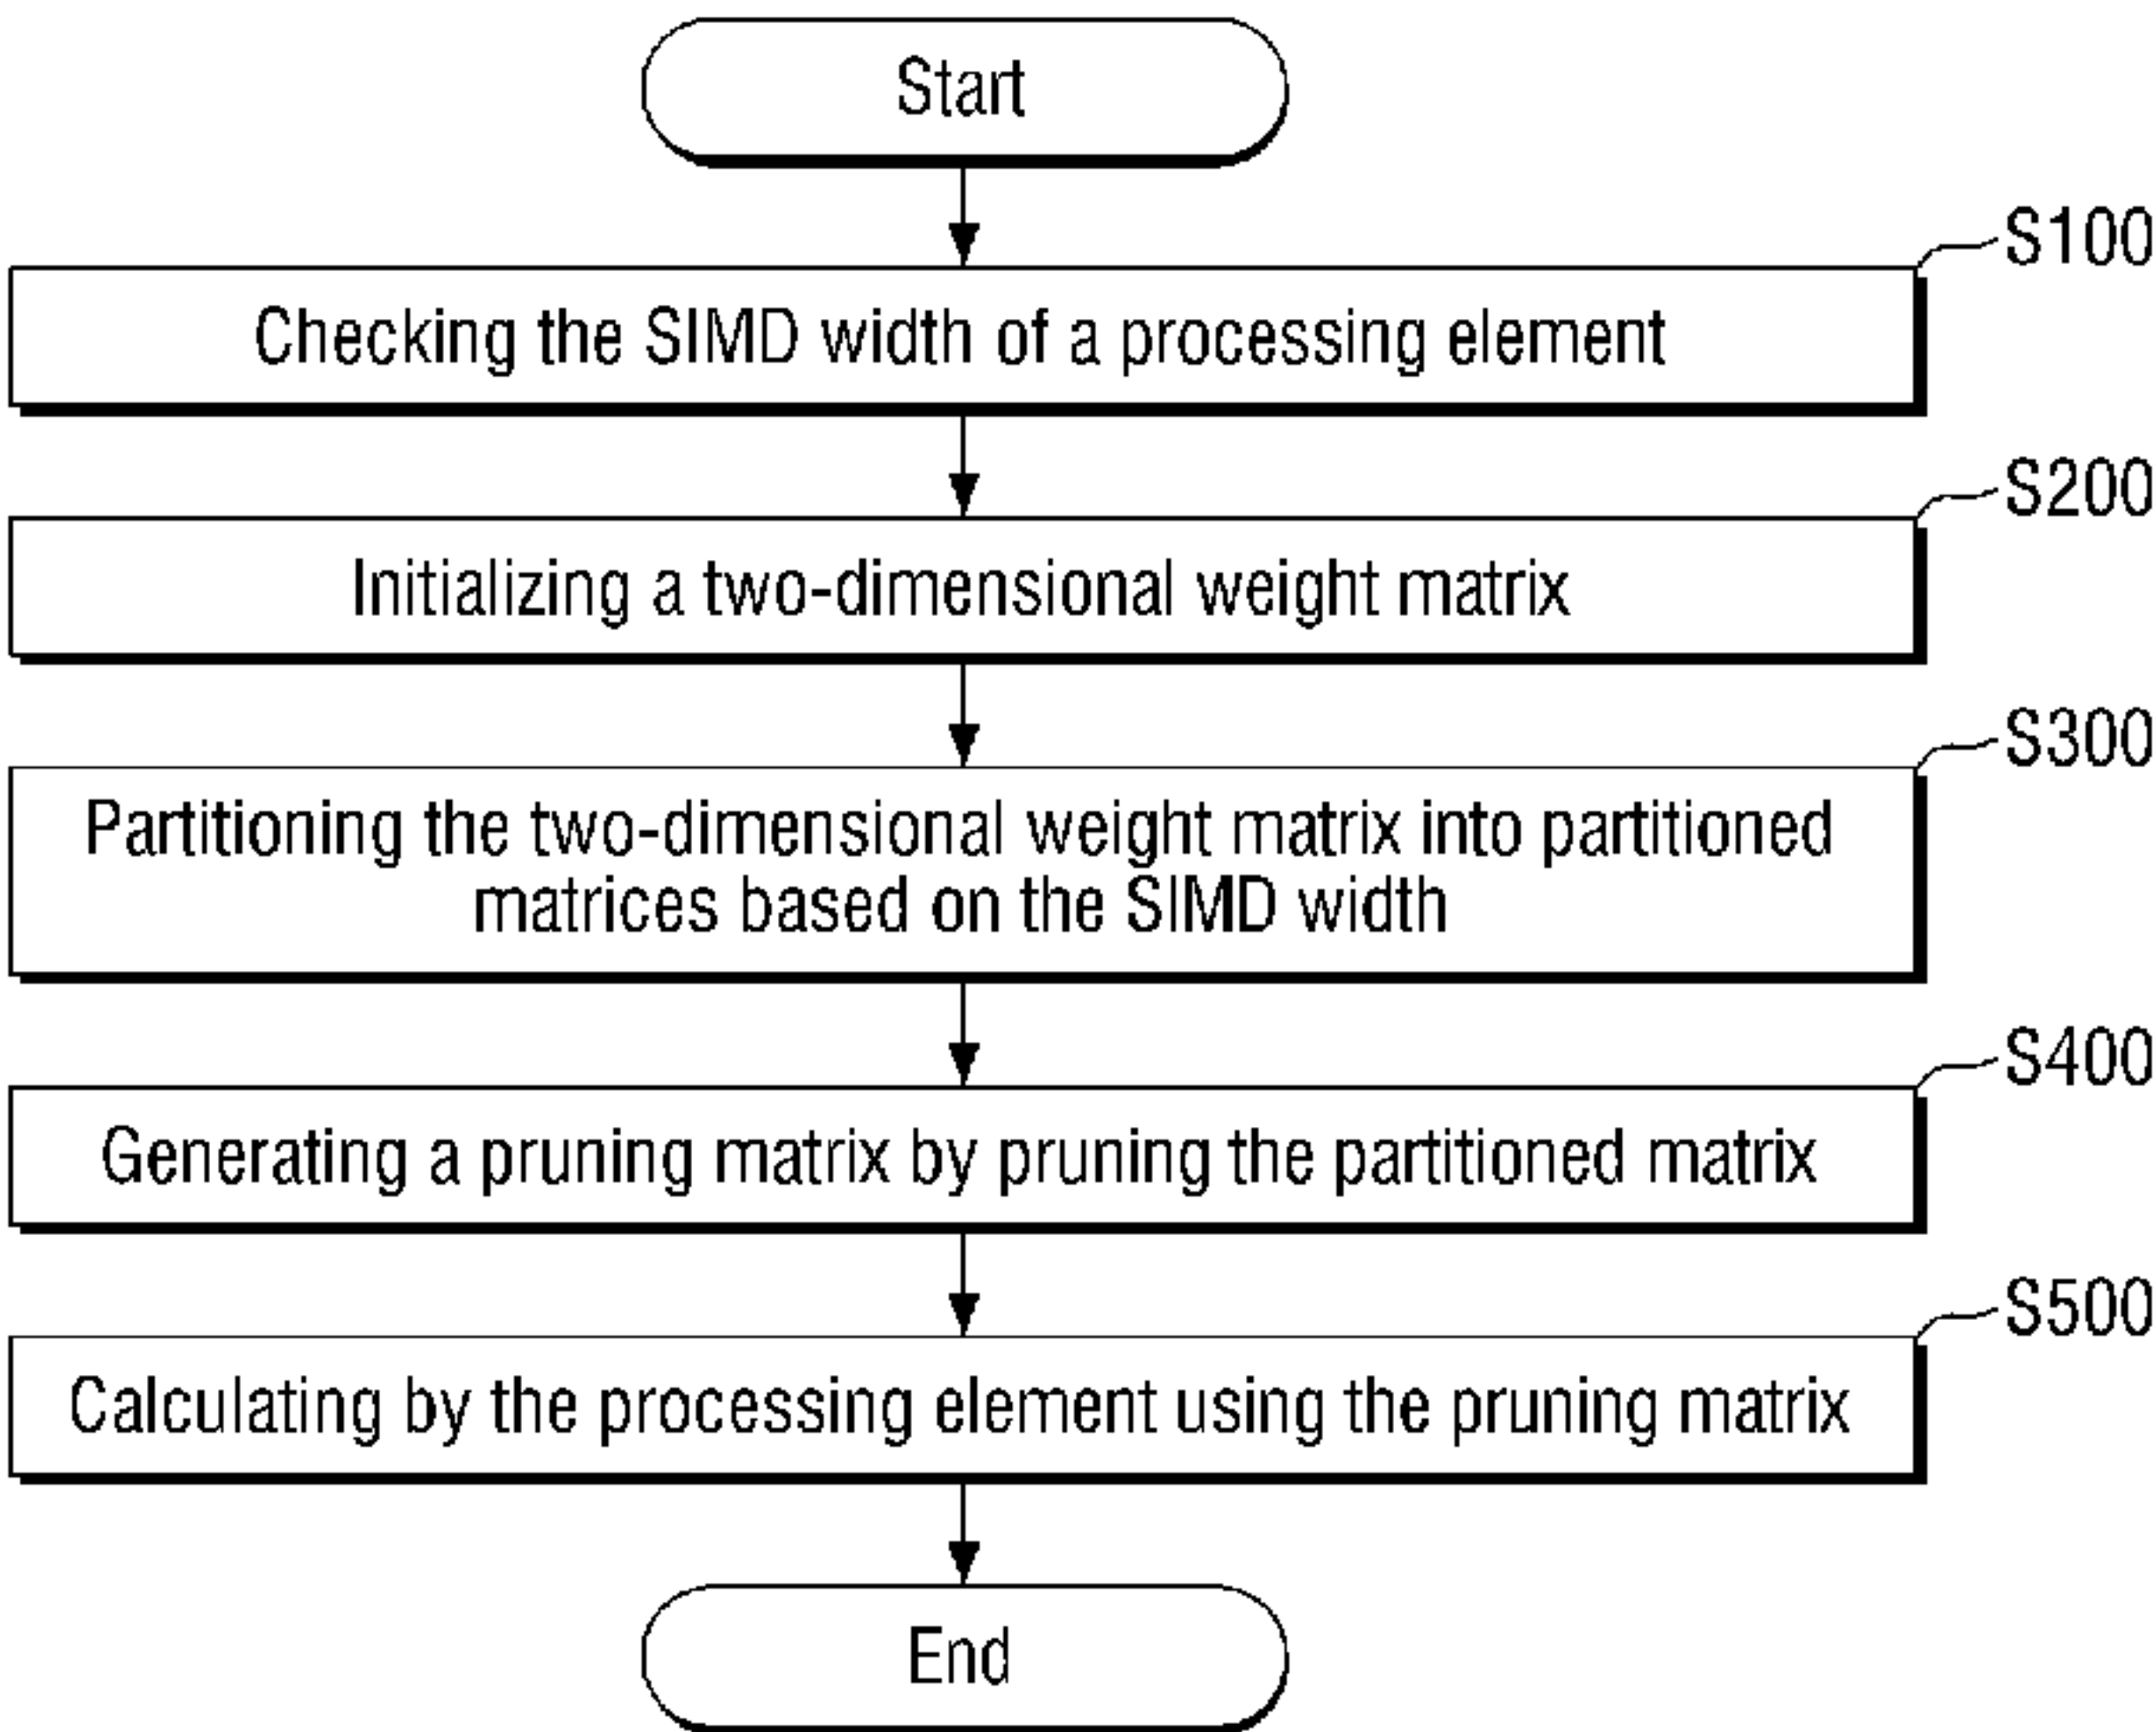 Start
S100
Checking the SIMD width of a processing element
S200
Initializing a two-dimensional weight matrix
S300
Partitioning the two-dimensional weight matrix into partitioned
matrices based on the SIMD width
S400
Generating a pruning matrix by pruning the partitioned matrix
S500
Calculating by the processing element using the pruning matrix
End